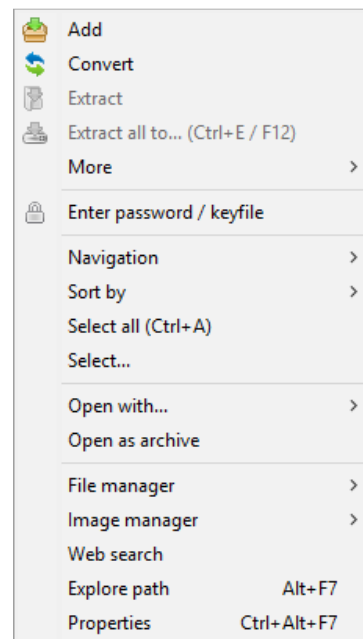 Add
Convert
Extract
Extract all to... (Ctrl+E / F12)
More
Enter password / keyfile
Navigation
Sort by
Select all (Ctrl+A)
Select...
Open with...
Open as archive
File manager
Image manager
Web search
Explore path Alt+F7
Properties Ctrl+Alt+F7